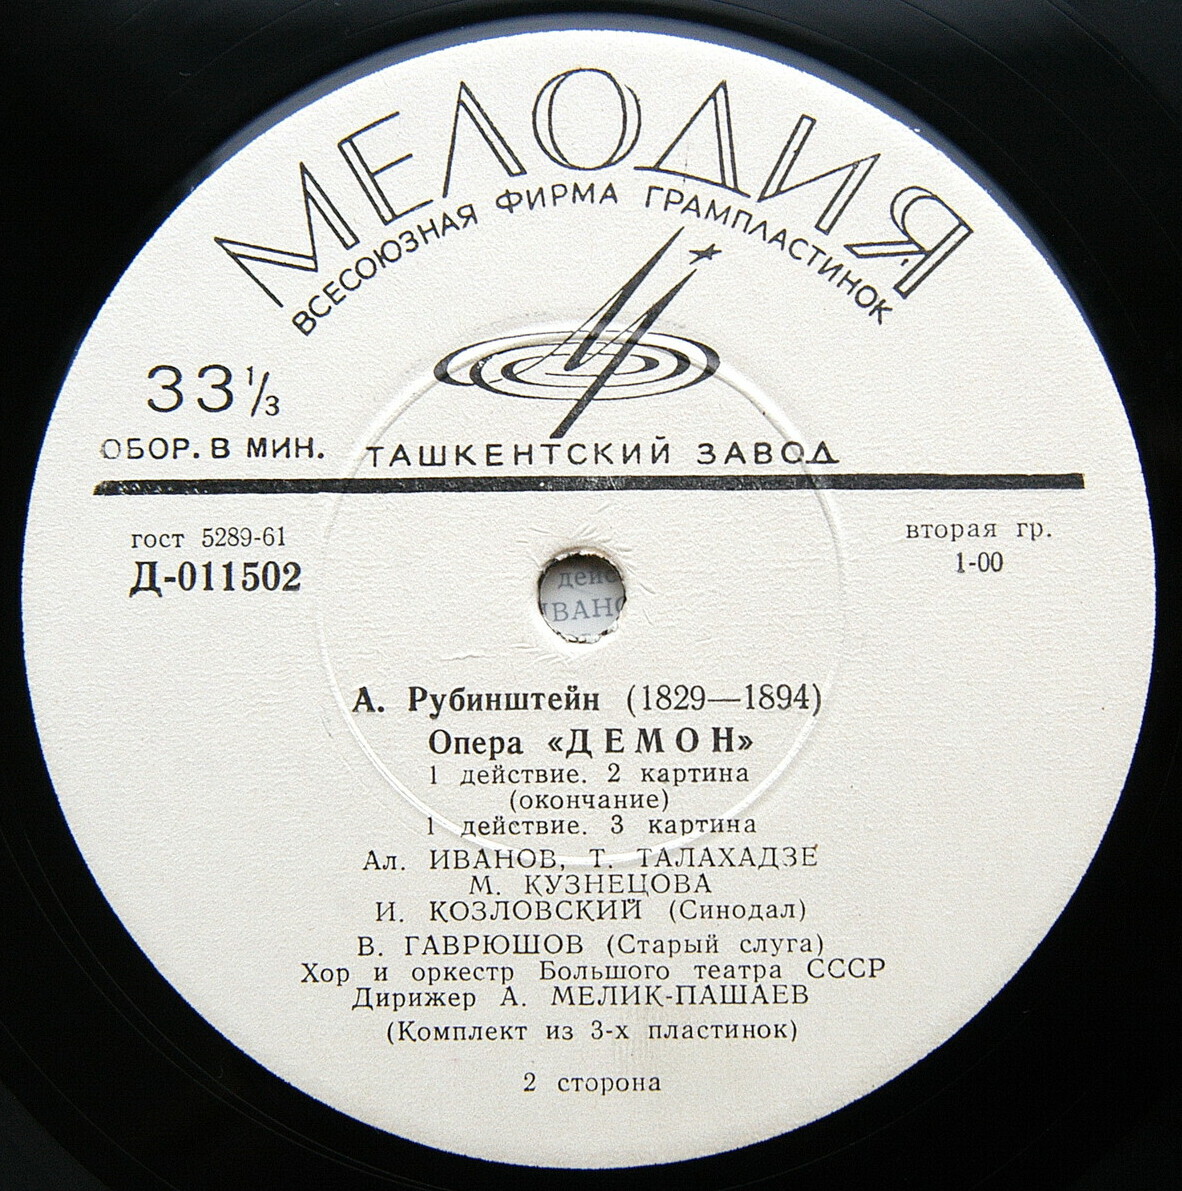 МЕЛОДИЯ
ВСЕСОЮЗНАЯ ФИРМА ГРАМПЛАСТИНОК
33 1/3
ОБОР. В МИН.
ТАШКЕНТСКИЙ ЗАВОД
гост 5289-61
Д-011502
вторая гр.
1-00
А. Рубинштейн (1829—1894)
Опера «ДЕМОН»
1 действие. 2 картина
(окончание)
1 действие. 3 картина
Ал. ИВАНОВ, Т. ТАЛАХАДЗЕ
М. КУЗНЕЦОВА
И. КОЗЛОВСКИЙ (Синодал)
В. ГАВРЮШОВ (Старый слуга)
Хор и оркестр Большого театра СССР
Дирижер А. МЕЛИК-ПАШАЕВ
(Комплект из 3-х пластинок)
2 сторона